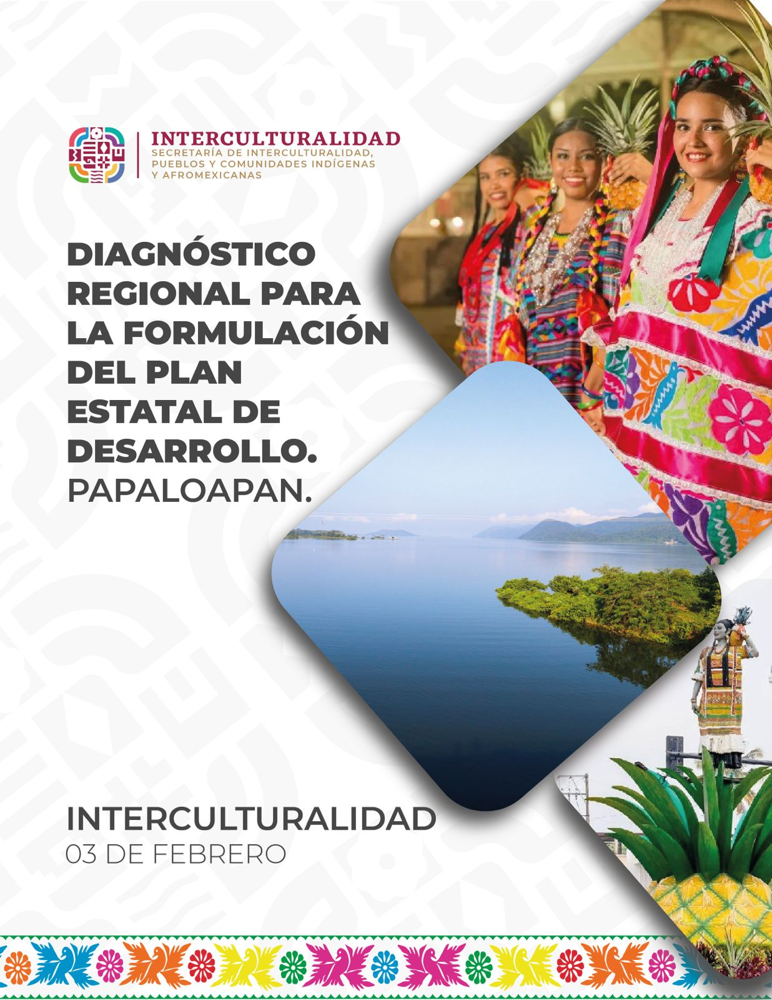 INTERCULTURALIDAD
SECRETARÍA DE INTERCULTURALIDAD,
PUEBLOS Y COMUNIDADES INDÍGENAS
Y AFROMEXICANAS
DIAGNÓSTICO
REGIONAL PARA
LA FORMULACIÓN
DEL PLAN
ESTATAL DE
DESARROLLO.
PAPALOAPAN.
INTERCULTURALIDAD
03 DE FEBRERO